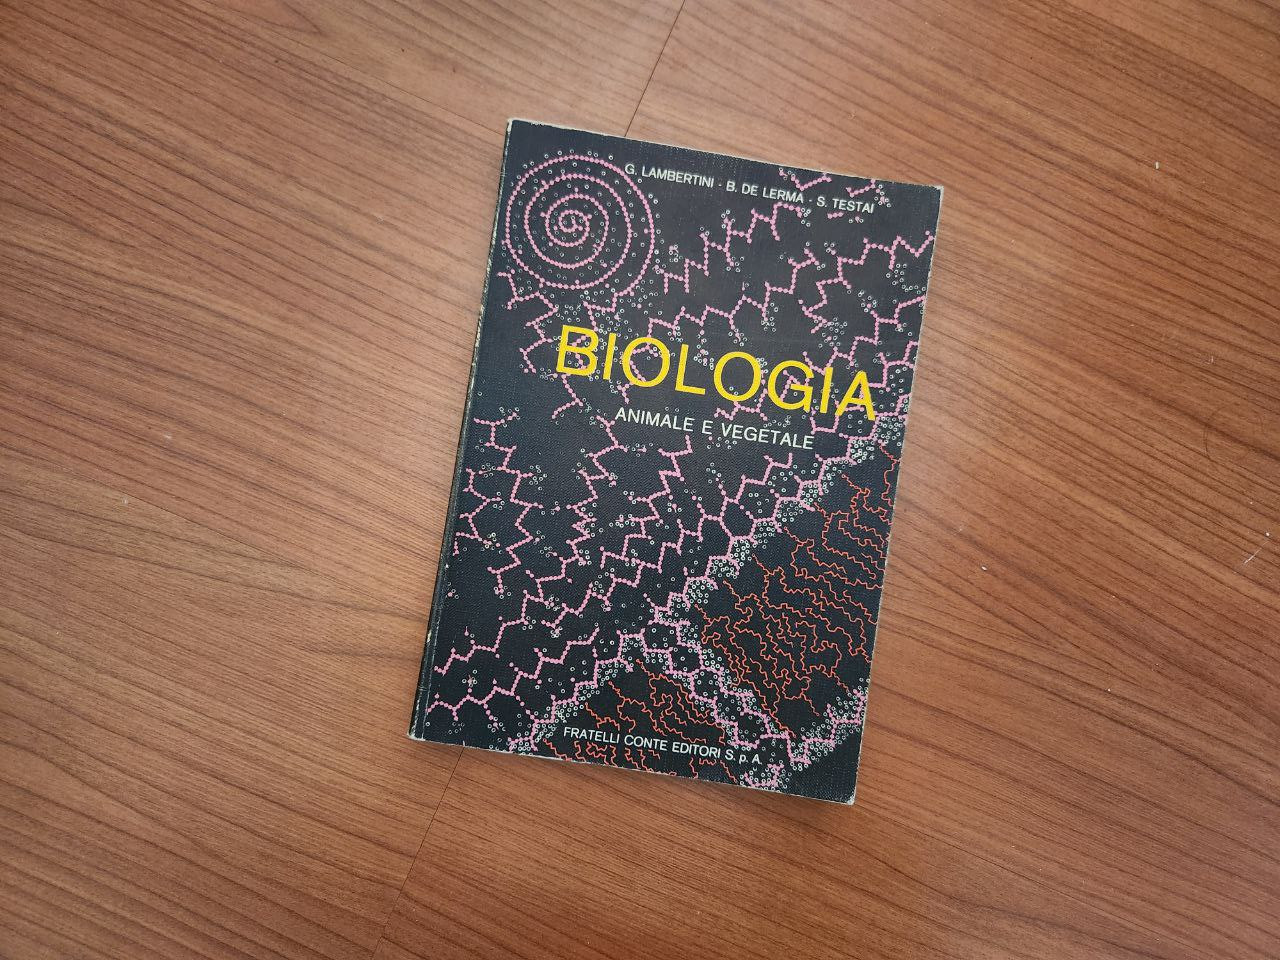 G. LAMBERTINI - B. DE LERMA - S. TESTAI
BIOLOGIA
ANIMALE E VEGETALE
FRATELLI CONTE EDITORI S. p. A.